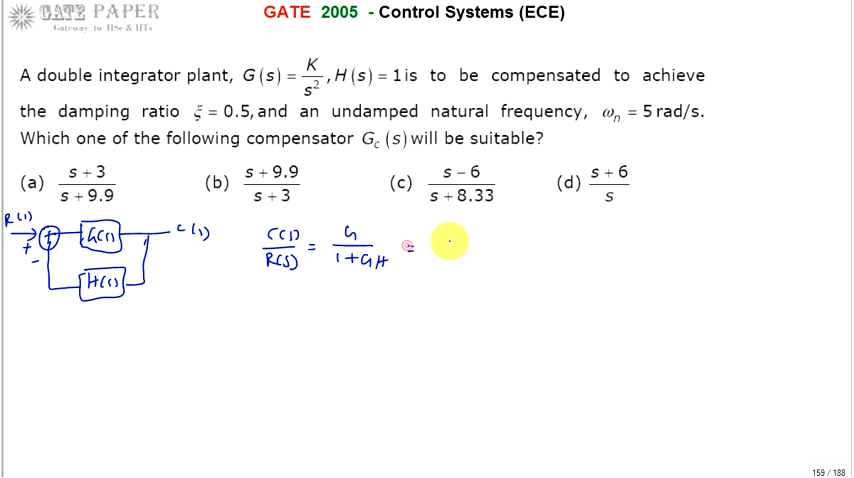 GATE PAPER
Gateway to IISc & IITs
GATE 2005 - Control Systems (ECE)
A double integrator plant, G(s) = K/s², H(s) = 1 is to be compensated to achieve
the damping ratio ξ = 0.5, and an undamped natural frequency, ωn = 5 rad/s.
Which one of the following compensator Gc(s) will be suitable?
(a) (s + 3)/(s + 9.9) (b) (s + 9.9)/(s + 3) (c) (s − 6)/(s + 8.33) (d) (s + 6)/s
R(s) + − G(s) C(s)
H(s)
C(s)/R(s) = G/(1 + GH) =
159 / 188